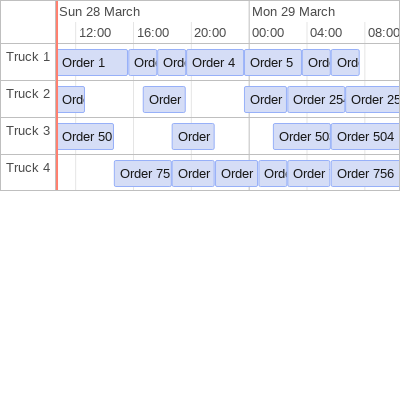 Sun 28 March Mon 29 March
12:00 16:00 20:00 00:00 04:00 08:00
Truck 1 Order 1 Ord Ord Order 4 Order 5 Ord Ord
Truck 2 Ord Order Order Order 254 Order 25
Truck 3 Order 50 Order Order 50 Order 504
Truck 4 Order 75 Order Order Ord Order Order 756